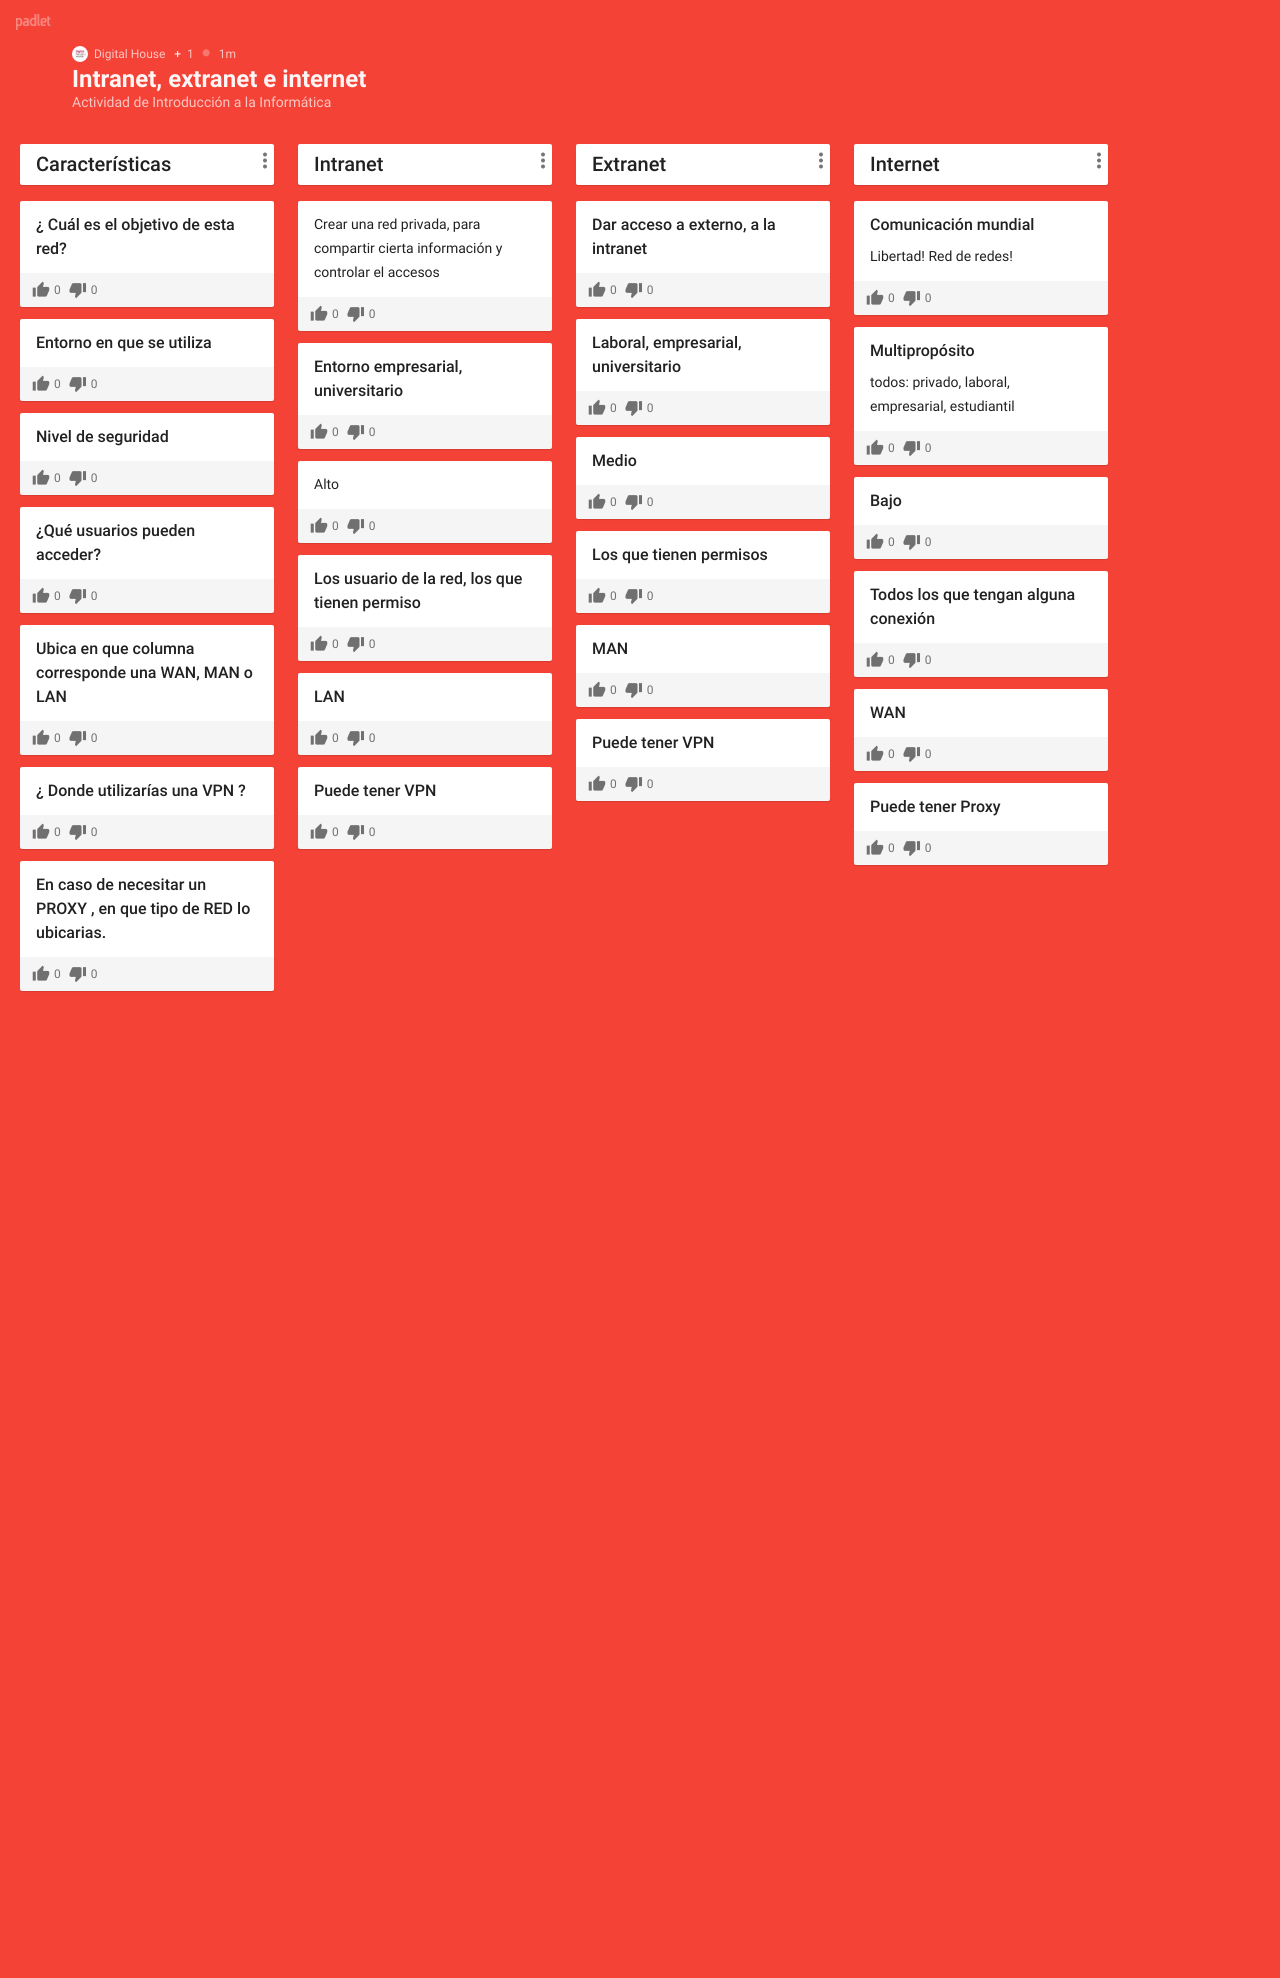 padlet
Digital House + 1 1m
Intranet, extranet e internet
Actividad de Introducción a la Informática
Características
¿ Cuál es el objetivo de esta
red?
0 0
Entorno en que se utiliza
0 0
Nivel de seguridad
0 0
¿Qué usuarios pueden
acceder?
0 0
Ubica en que columna
corresponde una WAN, MAN o
LAN
0 0
¿ Donde utilizarías una VPN ?
0 0
En caso de necesitar un
PROXY , en que tipo de RED lo
ubicarias.
0 0
Intranet
Crear una red privada, para
compartir cierta información y
controlar el accesos
0 0
Entorno empresarial,
universitario
0 0
Alto
0 0
Los usuario de la red, los que
tienen permiso
0 0
LAN
0 0
Puede tener VPN
0 0
Extranet
Dar acceso a externo, a la
intranet
0 0
Laboral, empresarial,
universitario
0 0
Medio
0 0
Los que tienen permisos
0 0
MAN
0 0
Puede tener VPN
0 0
Internet
Comunicación mundial
Libertad! Red de redes!
0 0
Multipropósito
todos: privado, laboral,
empresarial, estudiantil
0 0
Bajo
0 0
Todos los que tengan alguna
conexión
0 0
WAN
0 0
Puede tener Proxy
0 0